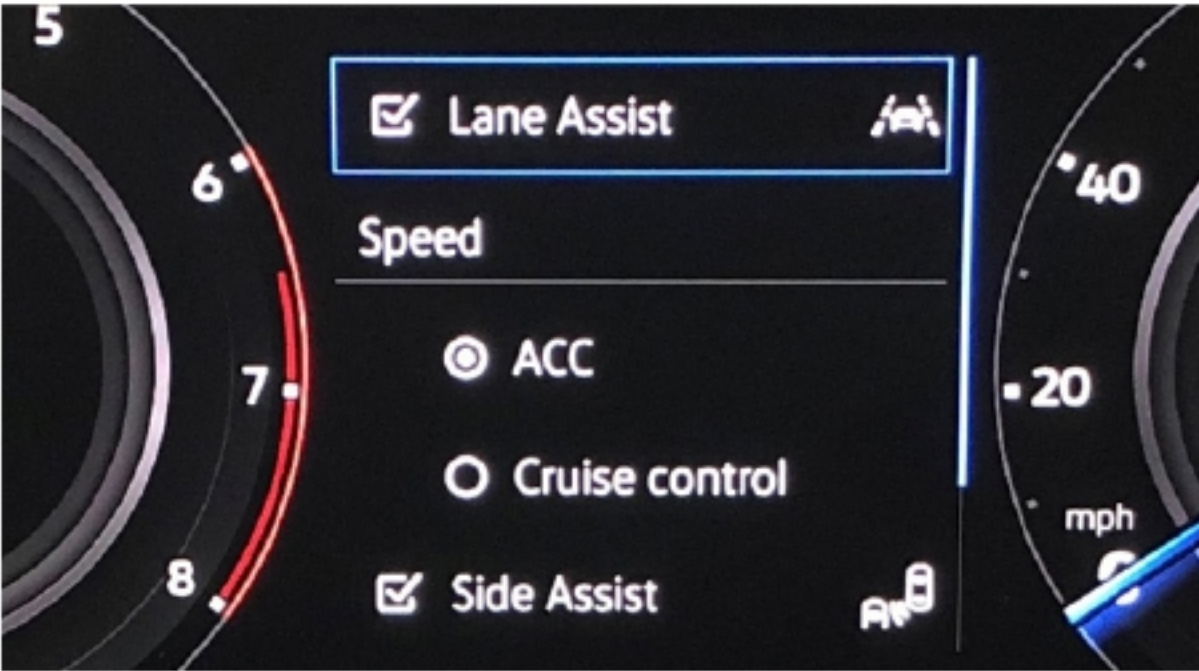 5
Lane Assist
6
40
Speed
ACC
7
20
Cruise control
mph
8
Side Assist